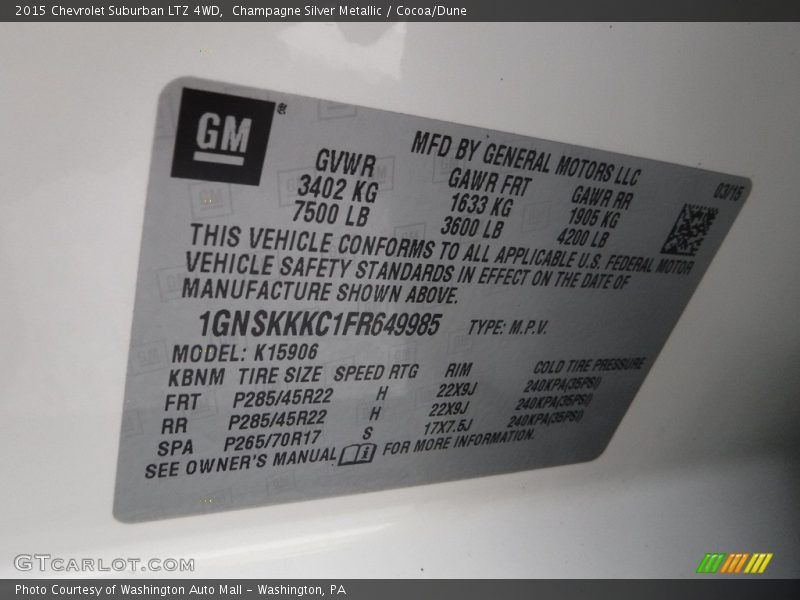 2015 Chevrolet Suburban LTZ 4WD, Champagne Silver Metallic / Cocoa/Dune
GM®
MFD BY GENERAL MOTORS LLC
03/15
GVWR GAWR FRT GAWR RR
3402 KG 1633 KG 1905 KG
7500 LB 3600 LB 4200 LB
THIS VEHICLE CONFORMS TO ALL APPLICABLE U.S. FEDERAL MOTOR
VEHICLE SAFETY STANDARDS IN EFFECT ON THE DATE OF
MANUFACTURE SHOWN ABOVE.
1GNSKKKC1FR649985 TYPE: M.P.V.
MODEL: K15906
KBNM TIRE SIZE SPEED RTG RIM COLD TIRE PRESSURE
FRT P285/45R22 H 22X9J 240KPA(35PSI)
RR P285/45R22 H 22X9J 240KPA(35PSI)
SPA P265/70R17 S 17X7.5J 240KPA(35PSI)
SEE OWNER'S MANUAL FOR MORE INFORMATION.
GTCARLOT.COM
Photo Courtesy of Washington Auto Mall - Washington, PA